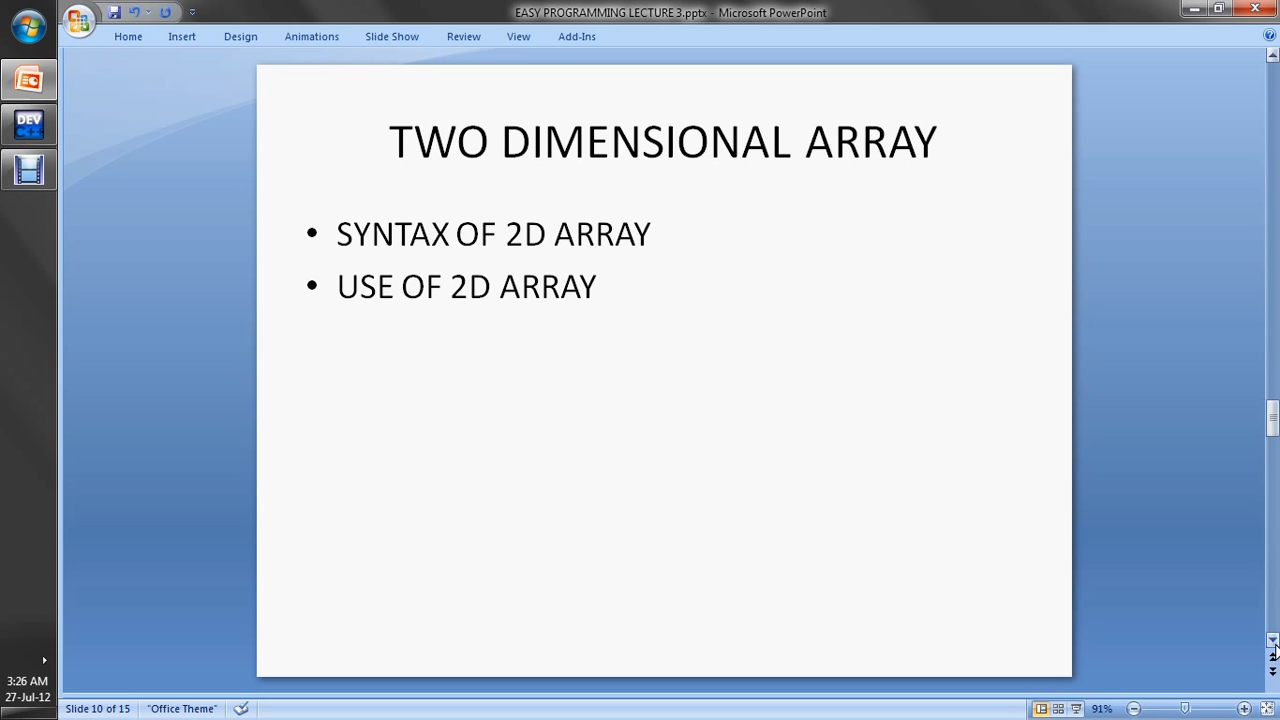 EASY PROGRAMMING LECTURE 3.pptx - Microsoft PowerPoint
Home Insert Design Animations Slide Show Review View Add-Ins
TWO DIMENSIONAL ARRAY
• SYNTAX OF 2D ARRAY
• USE OF 2D ARRAY
DEV
3:26 AM
27-Jul-12
Slide 10 of 15 "Office Theme" 91%